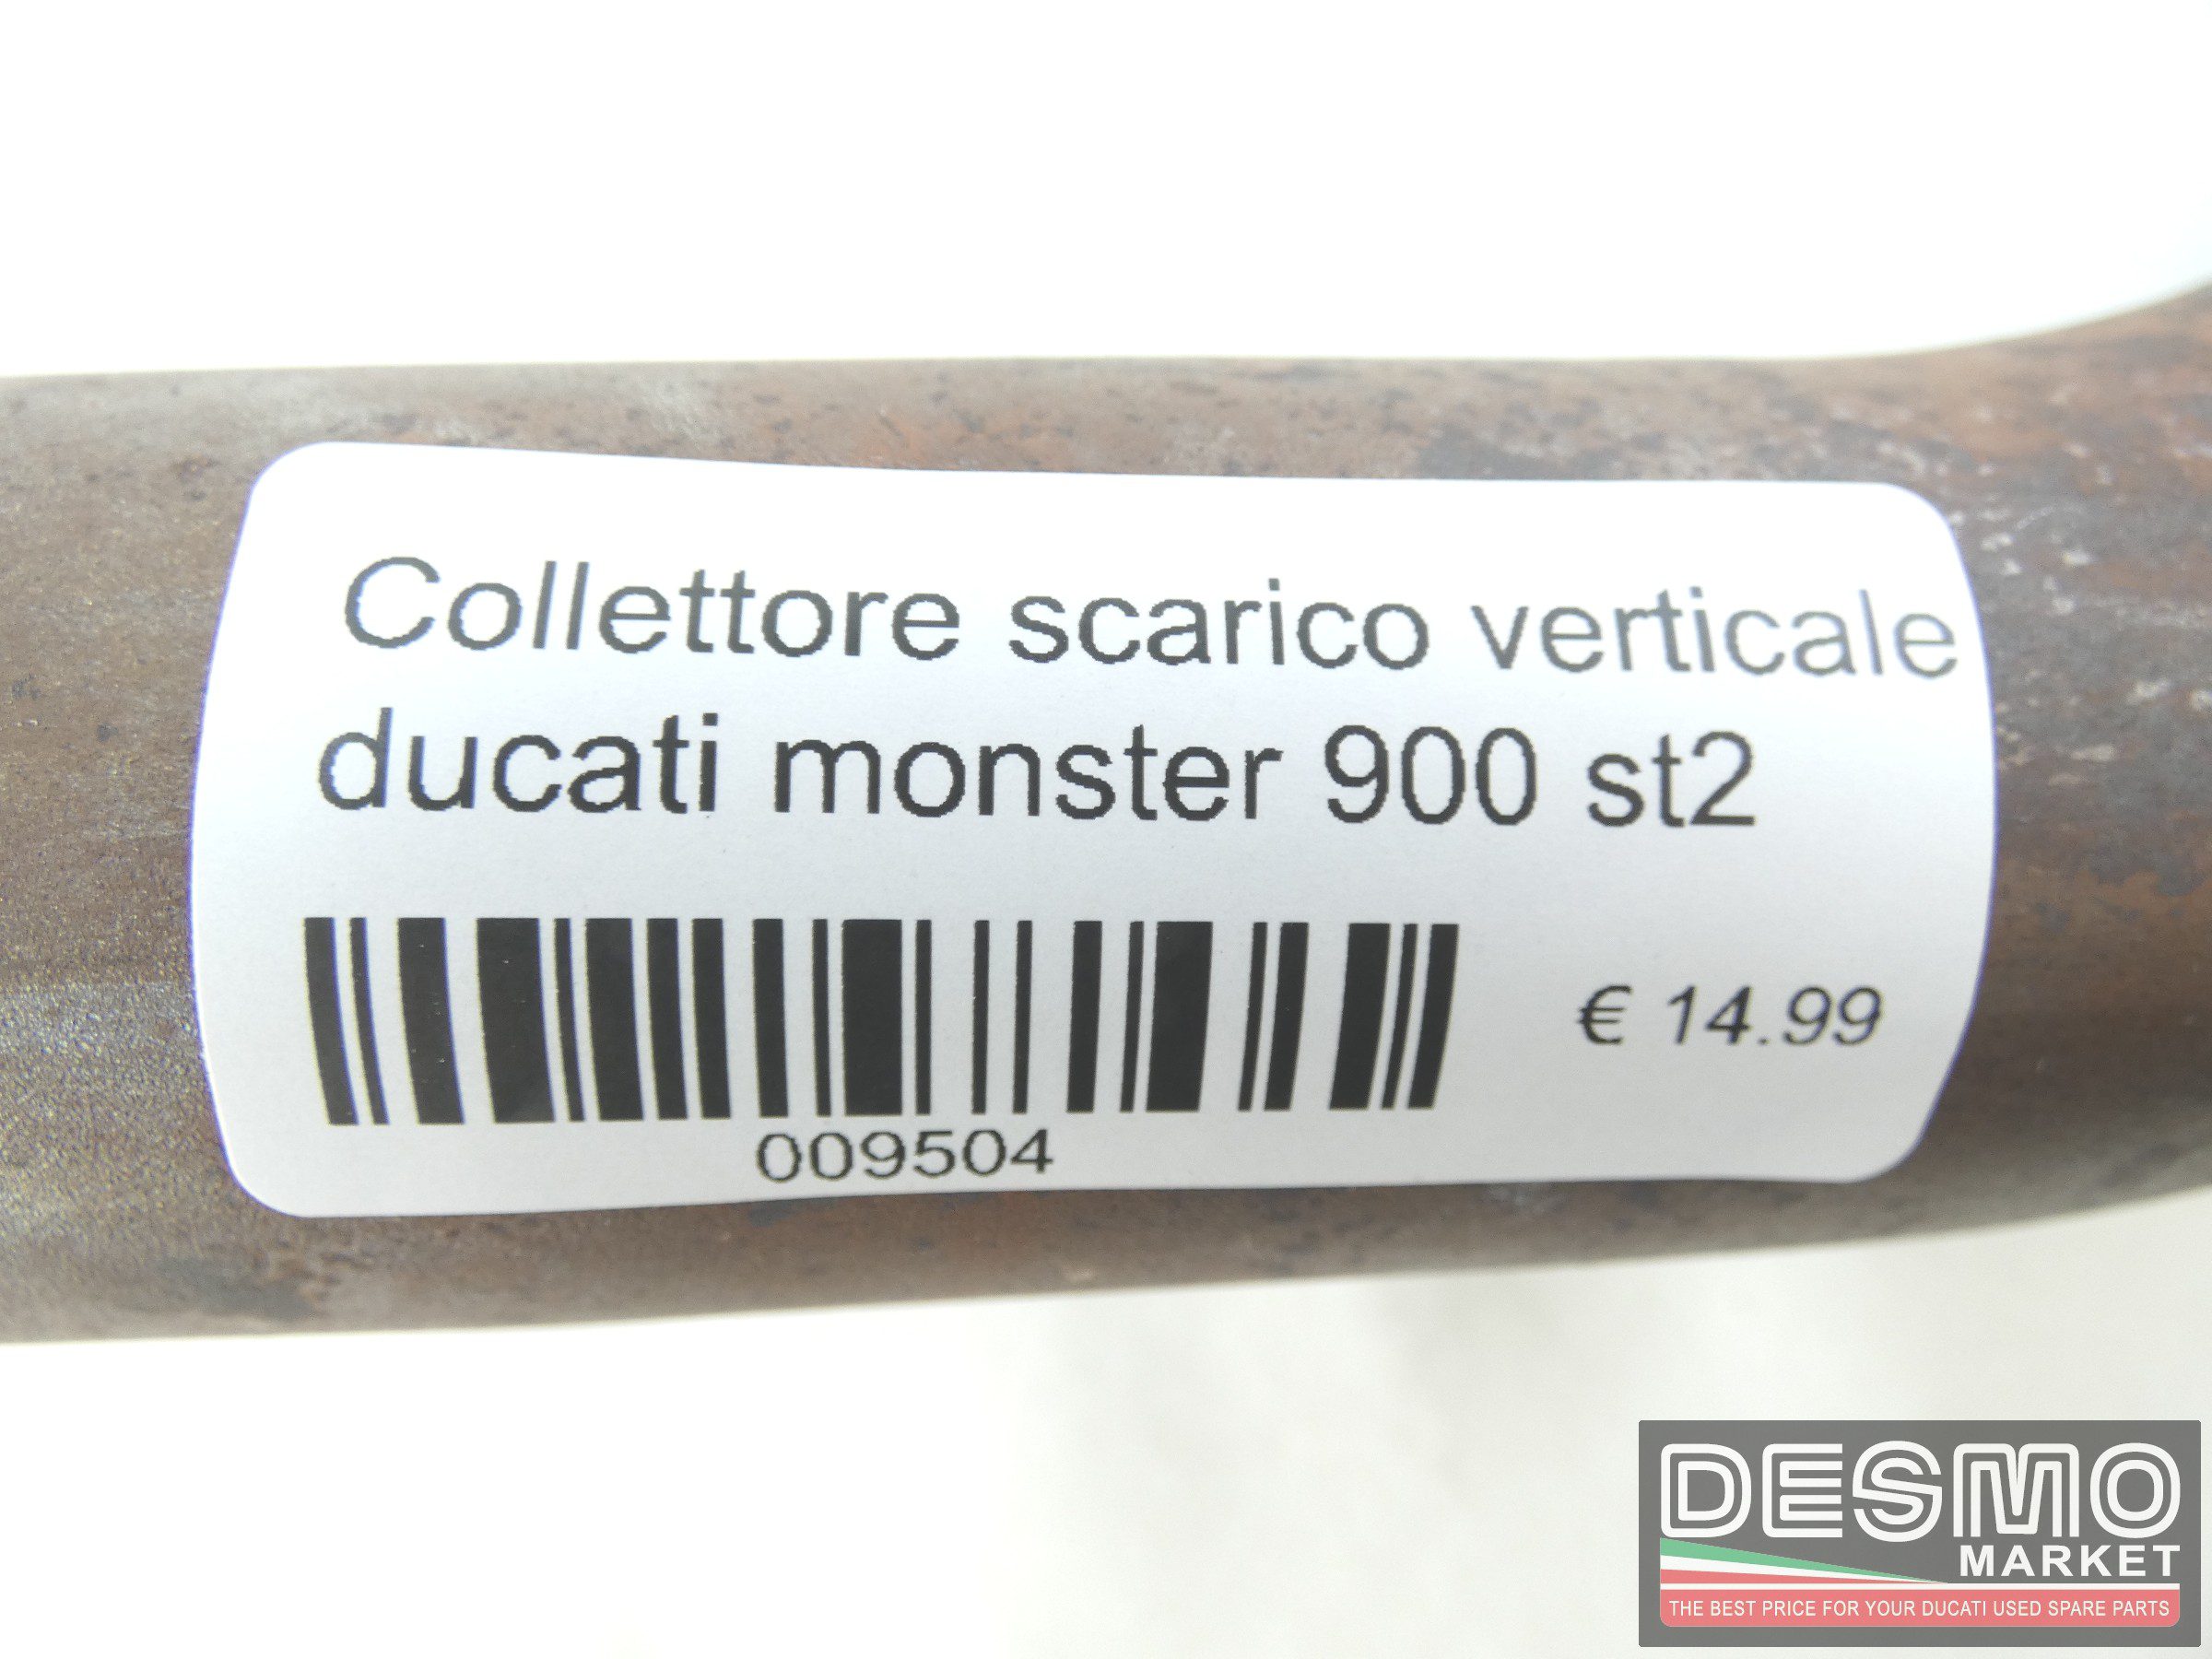 Collettore scarico verticale
ducati monster 900 st2
€ 14.99
009504
DESMO
MARKET
THE BEST PRICE FOR YOUR DUCATI USED SPARE PARTS